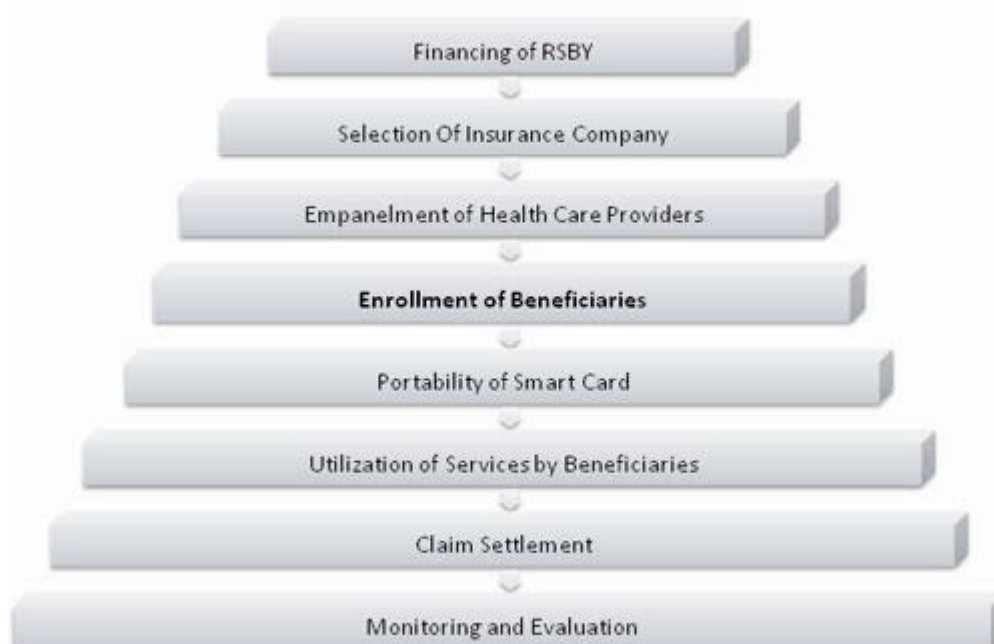 Financing of RSBY
Selection Of Insurance Company
Empanelment of Health Care Providers
Enrollment of Beneficiaries
Portability of Smart Card
Utilization of Services by Beneficiaries
Claim Settlement
Monitoring and Evaluation